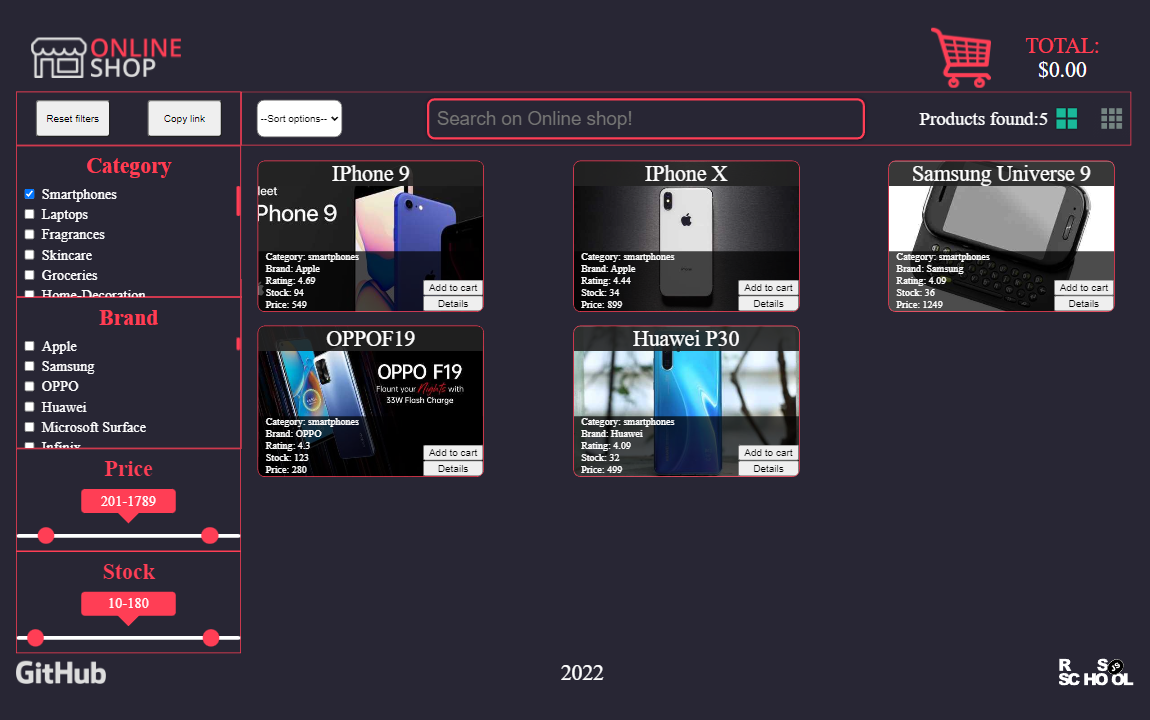 ONLINE
SHOP
TOTAL:
$0.00
Reset filters
Copy link
--Sort options--
Search on Online shop!
Products found:5
Category
Smartphones
Laptops
Fragrances
Skincare
Groceries
Home-Decoration
Brand
Apple
Samsung
OPPO
Huawei
Microsoft Surface
Infinix
Price
201-1789
Stock
10-180
IPhone 9
Phone 9
Category: smartphones
Brand: Apple
Rating: 4.69
Stock: 94
Price: 549
Add to cart
Details
IPhone X
Category: smartphones
Brand: Apple
Rating: 4.44
Stock: 34
Price: 899
Add to cart
Details
Samsung Universe 9
Category: smartphones
Brand: Samsung
Rating: 4.09
Stock: 36
Price: 1249
Add to cart
Details
OPPOF19
OPPO F19
Flaunt your Nights with
33W Flash Charge
Category: smartphones
Brand: OPPO
Rating: 4.3
Stock: 123
Price: 280
Add to cart
Details
Huawei P30
Category: smartphones
Brand: Huawei
Rating: 4.09
Stock: 32
Price: 499
Add to cart
Details
GitHub
2022
R S
SCHOOL